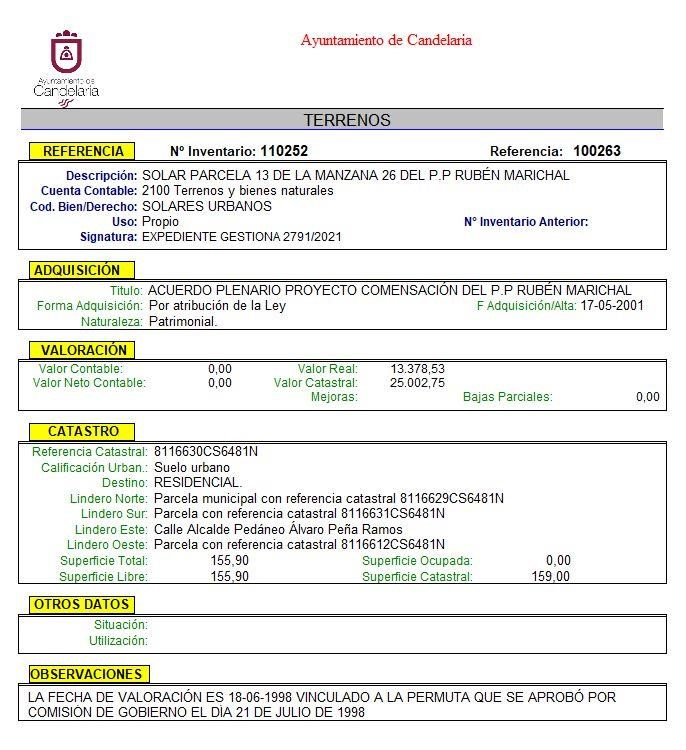 Ayuntamiento de Candelaria
Ayuntamiento de
Candelaria
TERRENOS
REFERENCIA Nº Inventario: 110252 Referencia: 100263
Descripción: SOLAR PARCELA 13 DE LA MANZANA 26 DEL P.P RUBÉN MARICHAL
Cuenta Contable: 2100 Terrenos y bienes naturales
Cod. Bien/Derecho: SOLARES URBANOS
Uso: Propio Nº Inventario Anterior:
Signatura: EXPEDIENTE GESTIONA 2791/2021
ADQUISICIÓN
Titulo: ACUERDO PLENARIO PROYECTO COMENSACIÓN DEL P.P RUBÉN MARICHAL
Forma Adquisición: Por atribución de la Ley F Adquisición/Alta: 17-05-2001
Naturaleza: Patrimonial.
VALORACIÓN
Valor Contable: 0,00 Valor Real: 13.378,53
Valor Neto Contable: 0,00 Valor Catastral: 25.002,75
Mejoras: Bajas Parciales: 0,00
CATASTRO
Referencia Catastral: 8116630CS6481N
Calificación Urban.: Suelo urbano
Destino: RESIDENCIAL.
Lindero Norte: Parcela municipal con referencia catastral 8116629CS6481N
Lindero Sur: Parcela con referencia catastral 8116631CS6481N
Lindero Este: Calle Alcalde Pedáneo Álvaro Peña Ramos
Lindero Oeste: Parcela con referencia catastral 8116612CS6481N
Superficie Total: 155,90 Superficie Ocupada: 0,00
Superficie Libre: 155,90 Superficie Catastral: 159,00
OTROS DATOS
Situación:
Utilización:
OBSERVACIONES
LA FECHA DE VALORACIÓN ES 18-06-1998 VINCULADO A LA PERMUTA QUE SE APROBÓ POR
COMISIÓN DE GOBIERNO EL DÍA 21 DE JULIO DE 1998